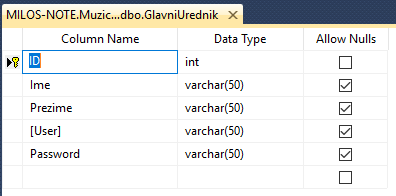 MILOS-NOTE.Muzic...dbo.GlavniUrednik
Column Name Data Type Allow Nulls
ID int
Ime varchar(50)
Prezime varchar(50)
[User] varchar(50)
Password varchar(50)